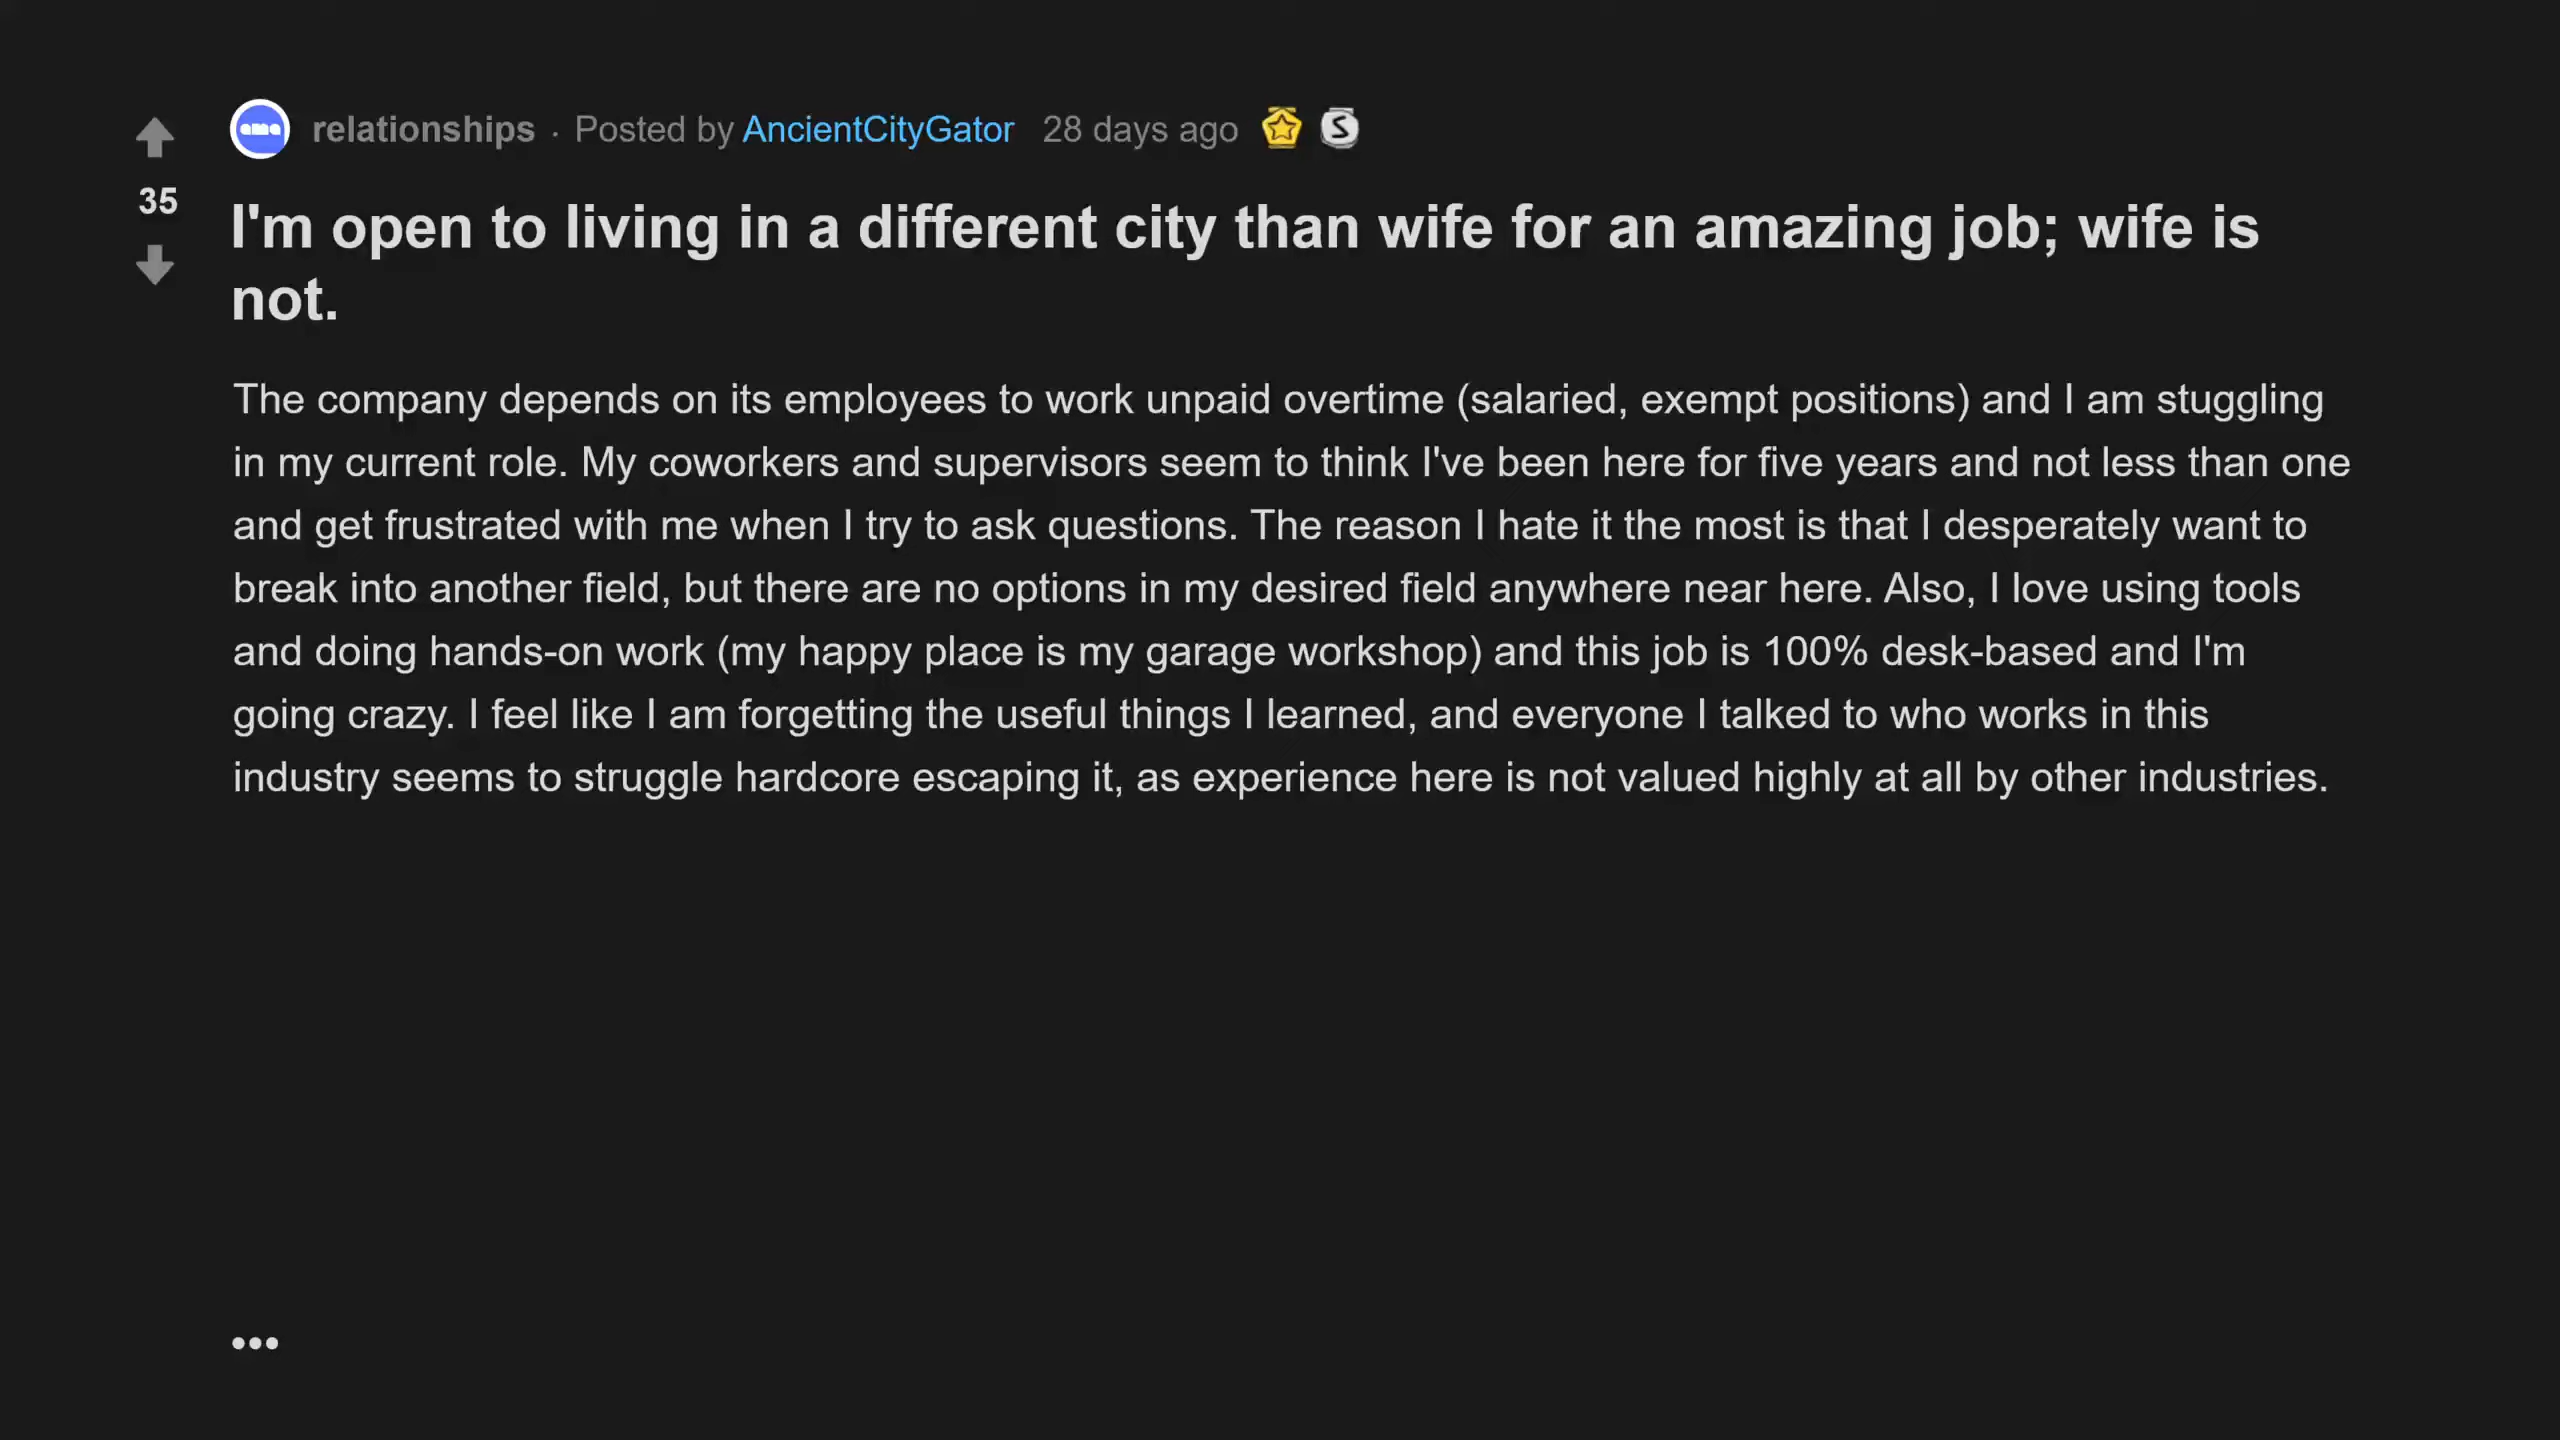 relationships · Posted by AncientCityGator 28 days ago
35
I'm open to living in a different city than wife for an amazing job; wife is
not.
The company depends on its employees to work unpaid overtime (salaried, exempt positions) and I am stuggling
in my current role. My coworkers and supervisors seem to think I've been here for five years and not less than one
and get frustrated with me when I try to ask questions. The reason I hate it the most is that I desperately want to
break into another field, but there are no options in my desired field anywhere near here. Also, I love using tools
and doing hands-on work (my happy place is my garage workshop) and this job is 100% desk-based and I'm
going crazy. I feel like I am forgetting the useful things I learned, and everyone I talked to who works in this
industry seems to struggle hardcore escaping it, as experience here is not valued highly at all by other industries.
•••